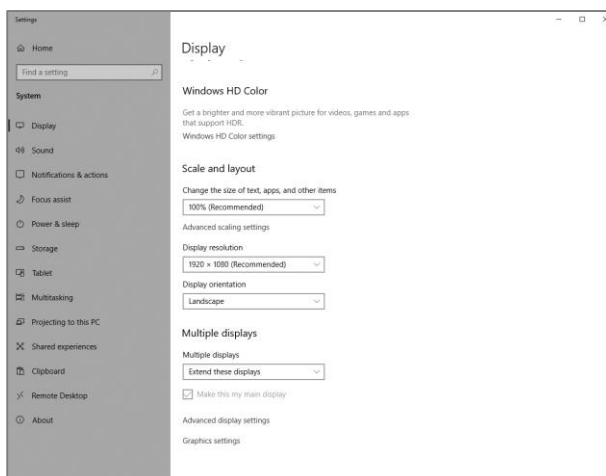 Settings
Home
Find a setting
System
Display
Sound
Notifications & actions
Focus assist
Power & sleep
Storage
Tablet
Multitasking
Projecting to this PC
Shared experiences
Clipboard
Remote Desktop
About
Display
Windows HD Color
Get a brighter and more vibrant picture for videos, games and apps
that support HDR.
Windows HD Color settings
Scale and layout
Change the size of text, apps, and other items
100% (Recommended)
Advanced scaling settings
Display resolution
1920 × 1080 (Recommended)
Display orientation
Landscape
Multiple displays
Multiple displays
Extend these displays
Make this my main display
Advanced display settings
Graphics settings